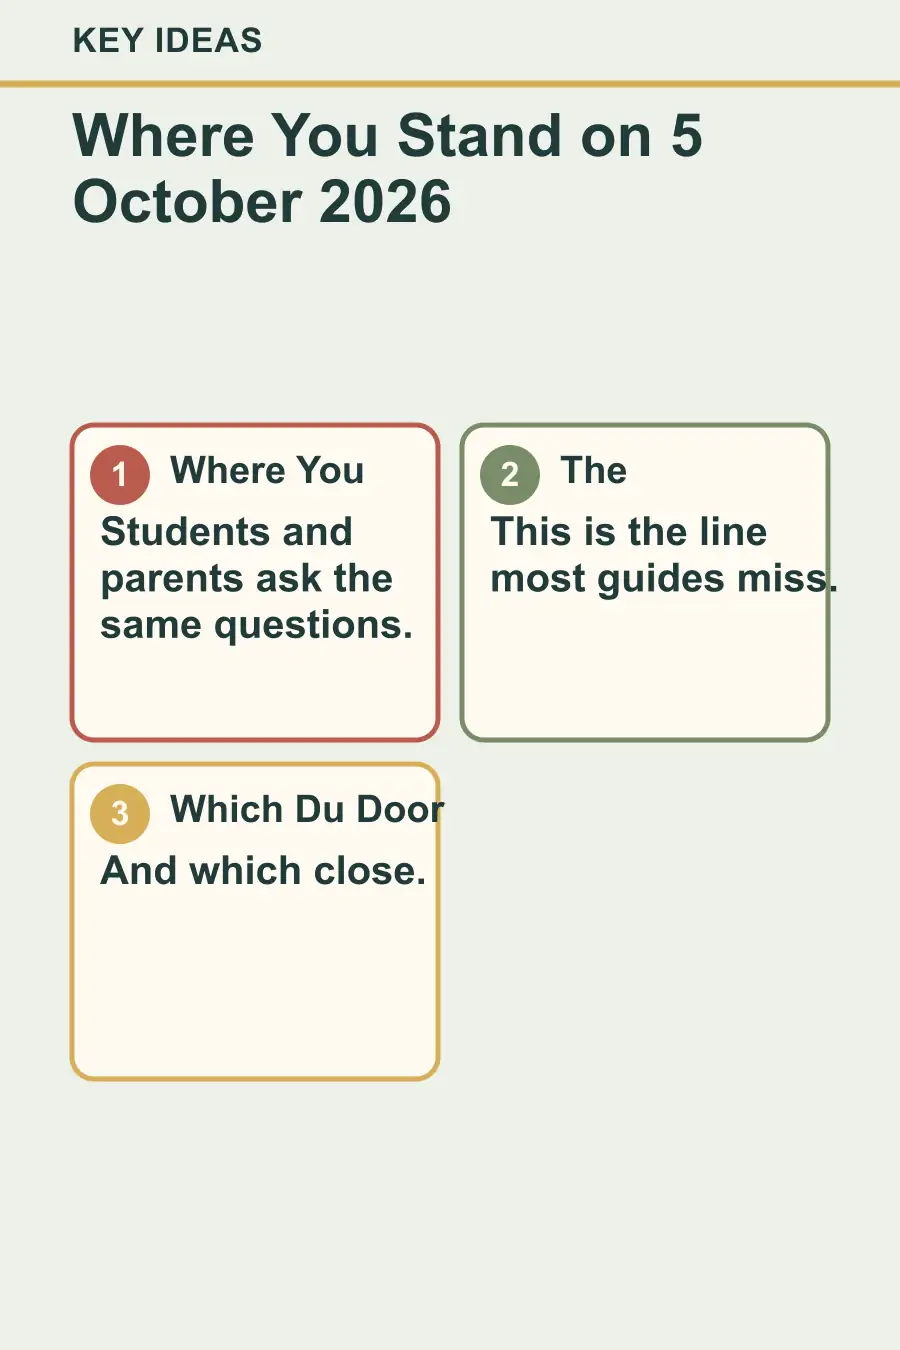 KEY IDEAS
Where You Stand on 5
October 2026
1 Where You
Students and
parents ask the
same questions.
2 The
This is the line
most guides miss.
3 Which Du Door
And which close.